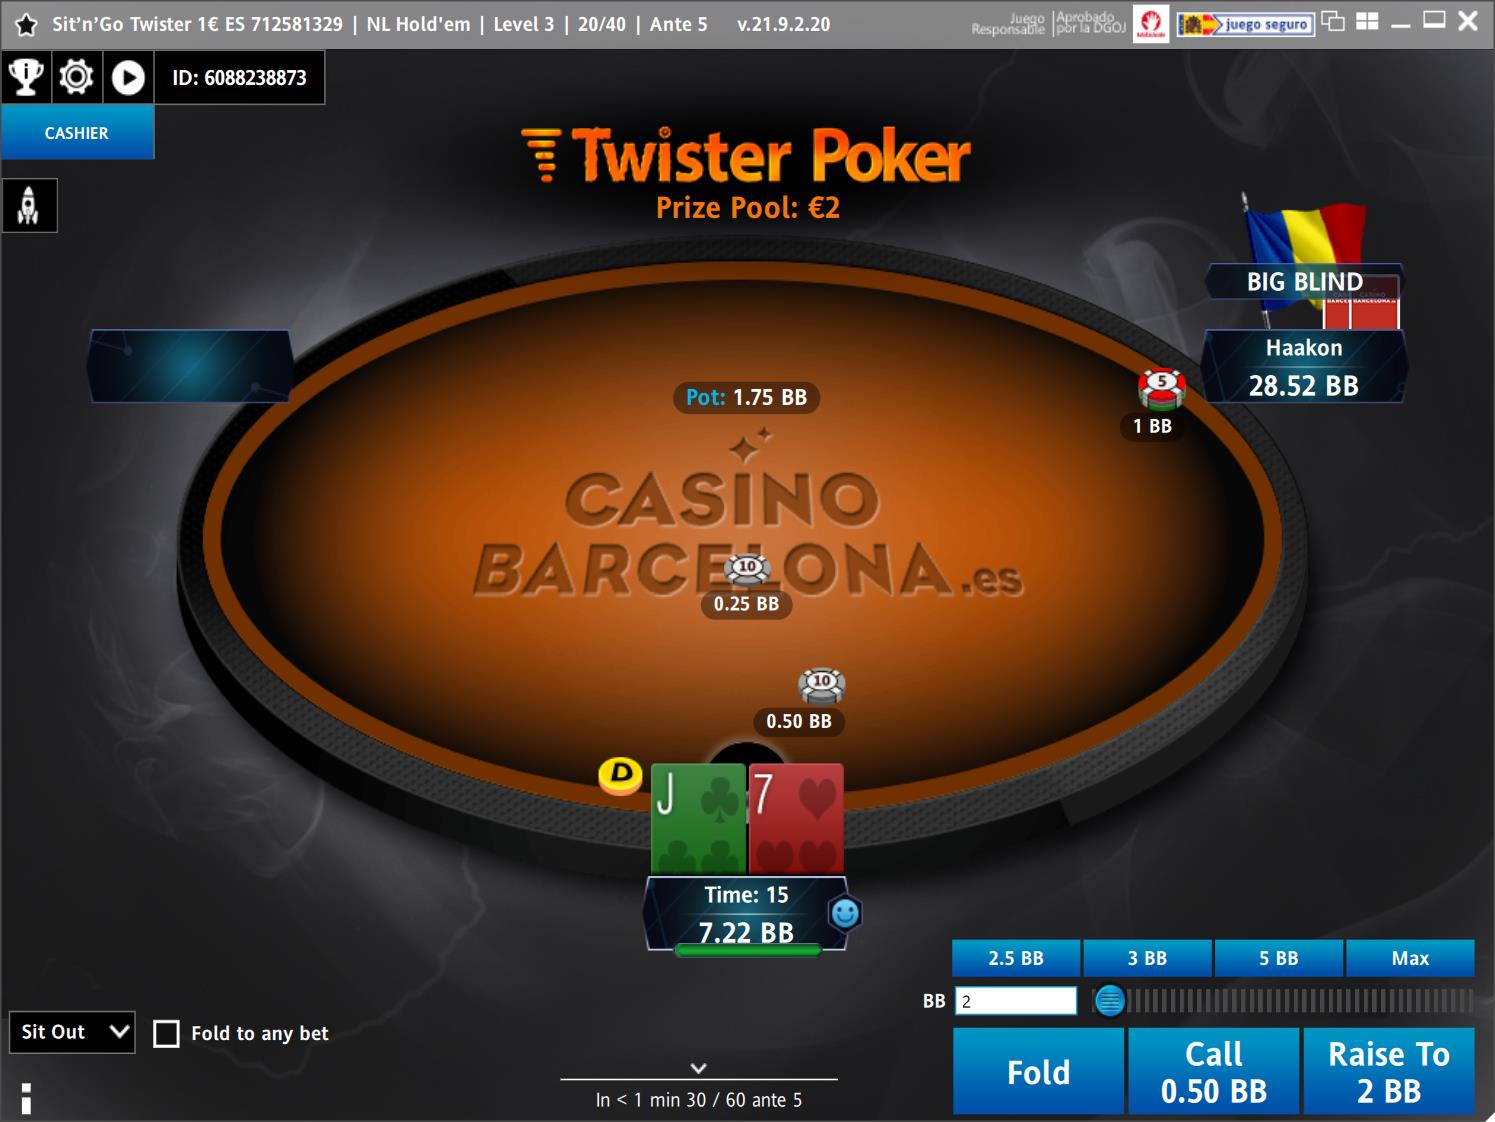 Sit'n'Go Twister 1€ ES 712581329 | NL Hold'em | Level 3 | 20/40 | Ante 5 v.21.9.2.20
Juego Responsable
Aprobado por la DGOJ
juego seguro
ID: 6088238873
CASHIER
Twister Poker
Prize Pool: €2
BIG BLIND
Haakon
28.52 BB
5
1 BB
Pot: 1.75 BB
CASINO
BARCELONA.es
10
0.25 BB
10
0.50 BB
D
J 7
Time: 15
7.22 BB
2.5 BB 3 BB 5 BB Max
BB 2
Sit Out
Fold to any bet
Fold
Call 0.50 BB
Raise To 2 BB
In < 1 min 30 / 60 ante 5